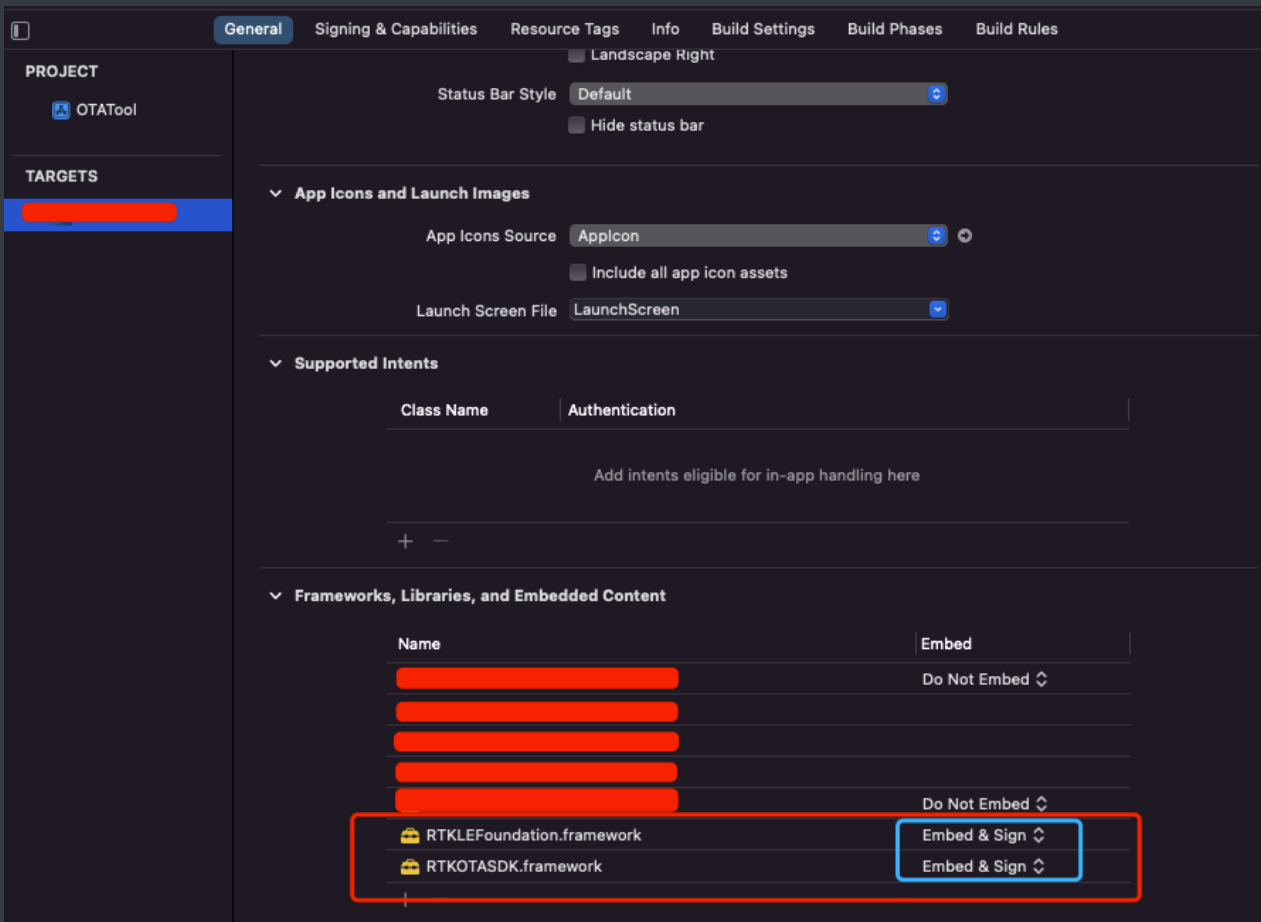 General Signing & Capabilities Resource Tags Info Build Settings Build Phases Build Rules
PROJECT
OTATool
TARGETS
Landscape Right
Status Bar Style Default
Hide status bar
App Icons and Launch Images
App Icons Source AppIcon
Include all app icon assets
Launch Screen File LaunchScreen
Supported Intents
Class Name Authentication
Add intents eligible for in-app handling here
Frameworks, Libraries, and Embedded Content
Name Embed
Do Not Embed
Do Not Embed
RTKLEFoundation.framework Embed & Sign
RTKOTASDK.framework Embed & Sign